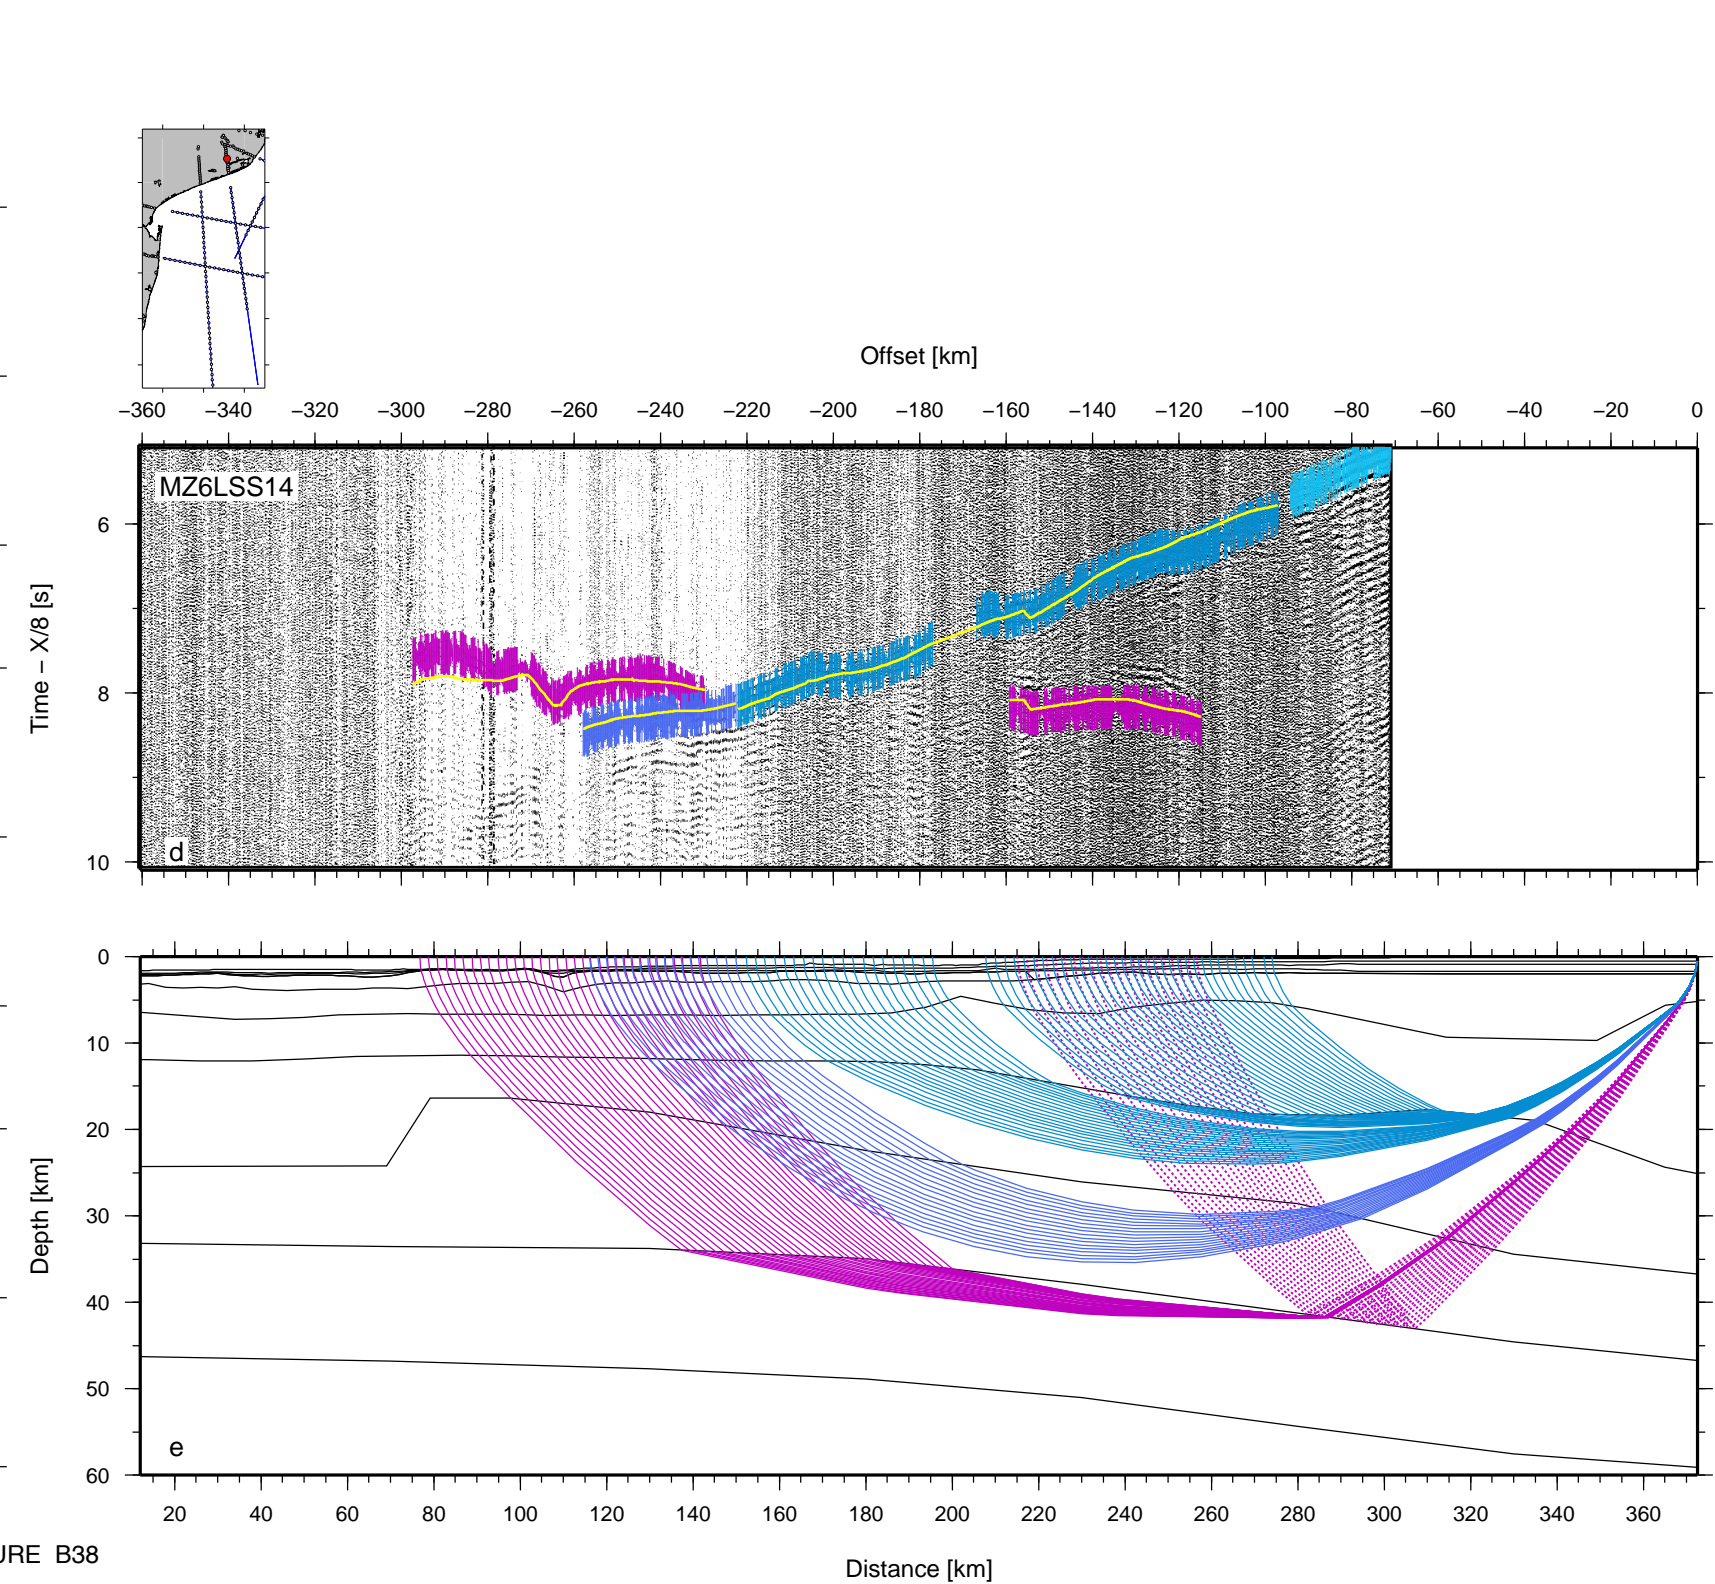 Offset [km]
−360 −340 −320 −300 −280 −260 −240 −220 −200 −180 −160 −140 −120 −100 −80 −60 −40 −20 0
MZ6LSS14
6
8
10
Time − X/8 [s]
d
0
10
20
30
40
50
60
Depth [km]
e
20 40 60 80 100 120 140 160 180 200 220 240 260 280 300 320 340 360
URE B38
Distance [km]